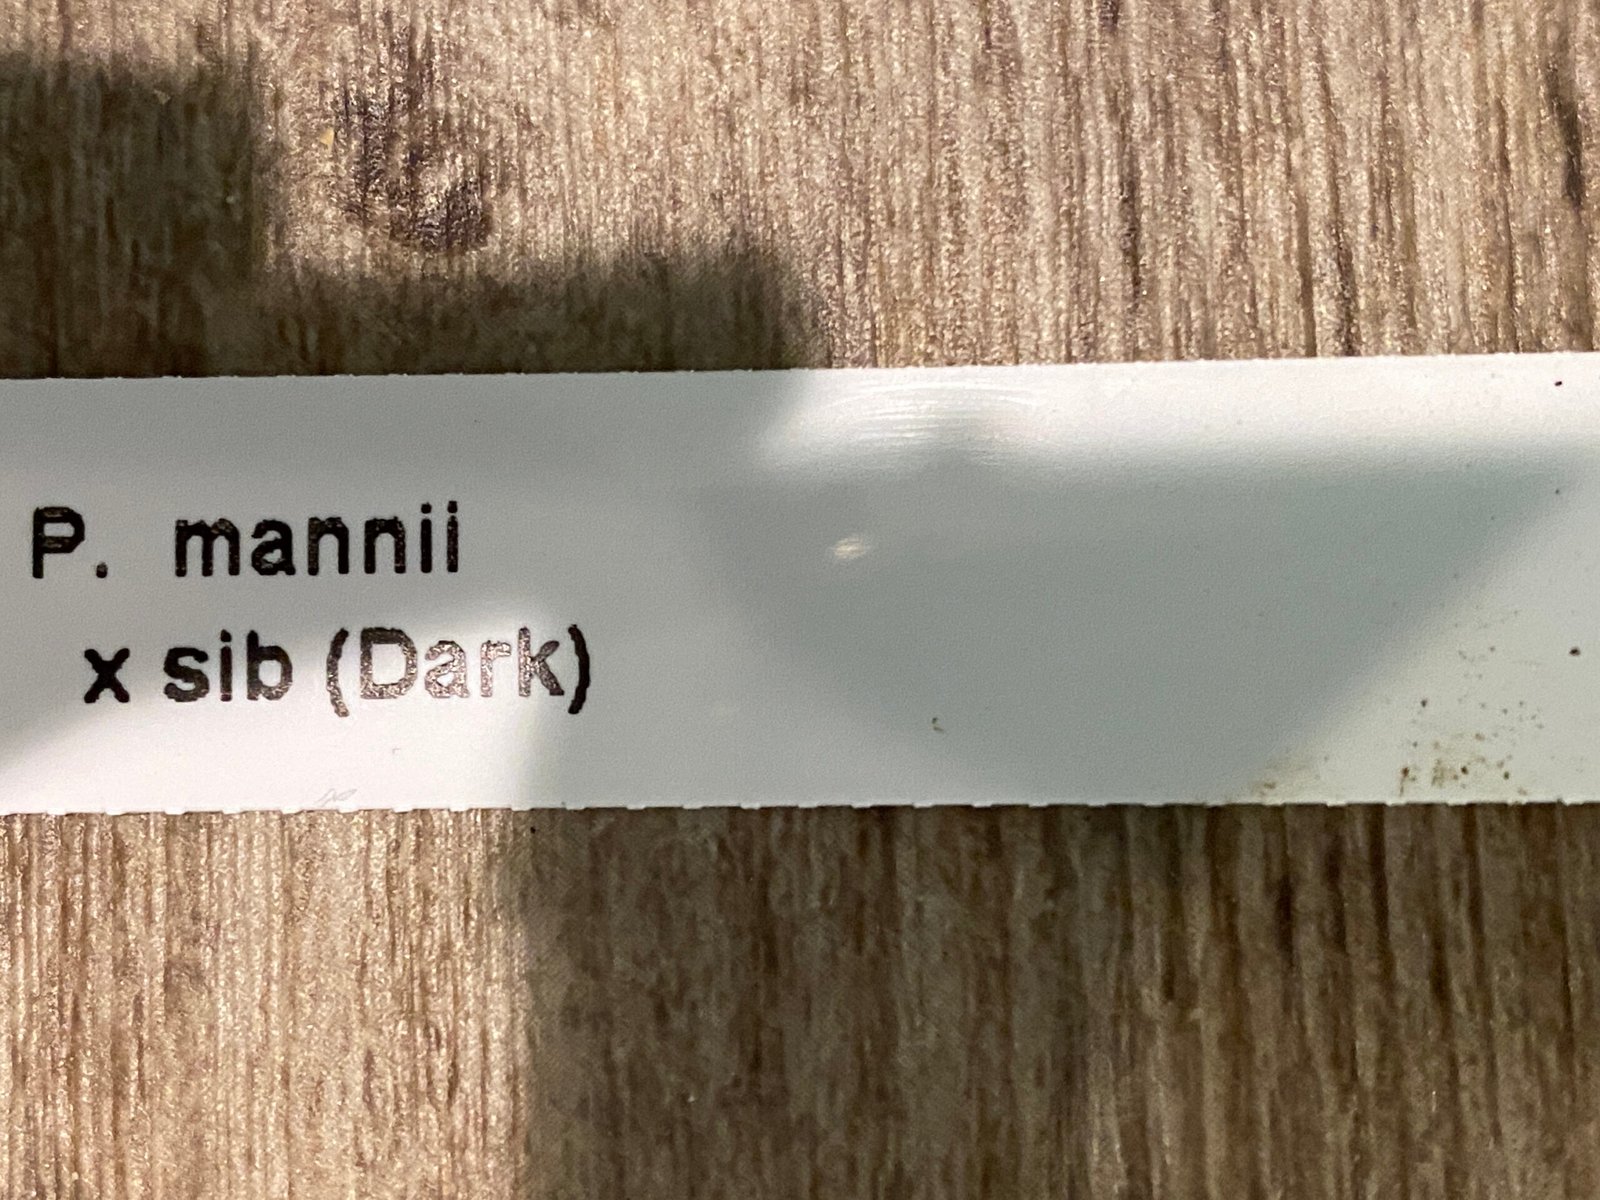 P. mannii
x sib (Dark)